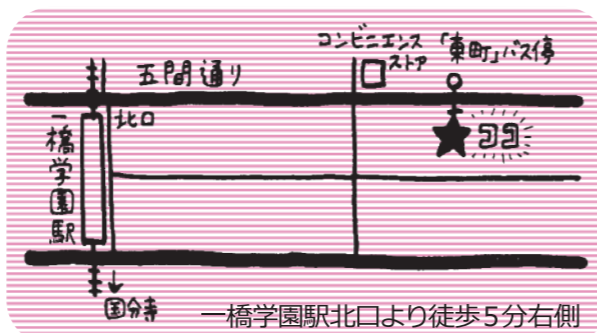 コンビニエンス
ストア
「東町」バス停
五間通り
北口
一橋学園駅
ココ
国分寺
一橋学園駅北口より徒歩5分右側